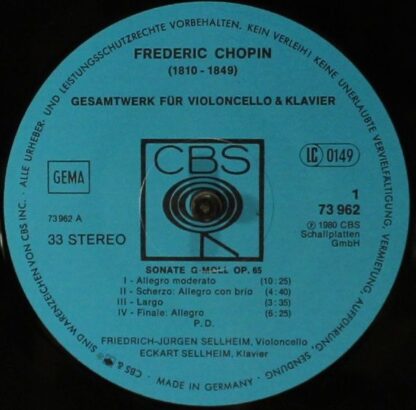 ALLE URHEBER- UND LEISTUNGSSCHUTZRECHTE VORBEHALTEN. KEIN VERLEIH! KEINE UNERLAUBTE VERVIELFÄLTIGUNG, VERMIETUNG, AUFFÜHRUNG, SENDUNG
FREDERIC CHOPIN
(1810 - 1849)
GESAMTWERK FÜR VIOLONCELLO & KLAVIER
CBS
GEMA
LC 0149
1
73 962 A
73 962
33 STEREO
℗ 1980 CBS
Schallplatten
GmbH
SONATE G-MOLL OP. 65
I - Allegro moderato (10:25)
II - Scherzo: Allegro con brio (4:40)
III - Largo (3:35)
IV - Finale: Allegro (6:25)
P. D.
FRIEDRICH-JÜRGEN SELLHEIM, Violoncello
ECKART SELLHEIM, Klavier
CBS & SIND WARENZEICHEN VON CBS INC.
MADE IN GERMANY